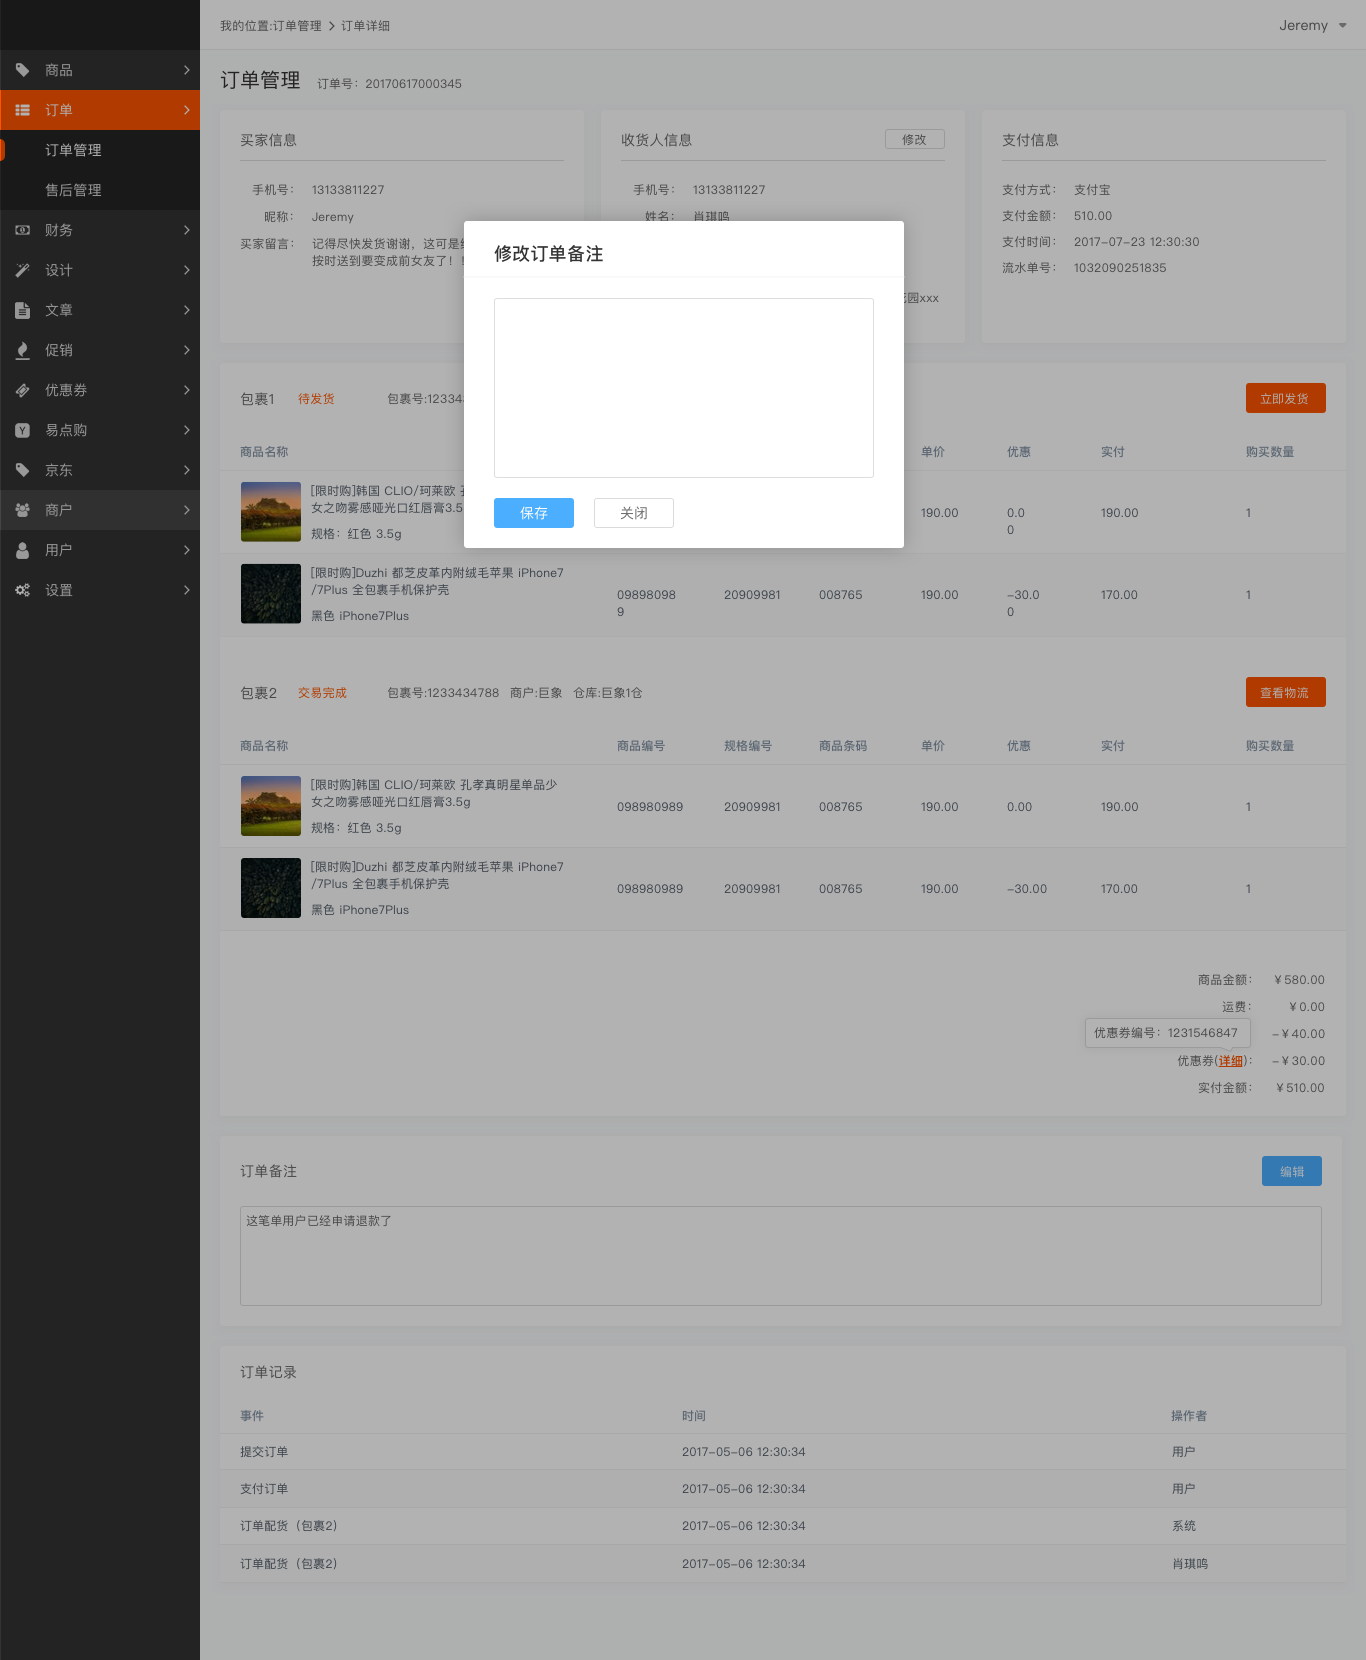 我的位置:订单管理 > 订单详细
Jeremy
商品
订单
订单管理
售后管理
财务
设计
文章
促销
优惠券
易点购
京东
商户
用户
设置
订单管理 订单号：20170617000345
买家信息
手机号： 13133811227
昵称： Jeremy
买家留言： 记得尽快发货谢谢，这可是
按时送到要变成前女友了！
收货人信息 修改
手机号： 13133811227
姓名： 肖琪鸣
花园xxx
支付信息
支付方式： 支付宝
支付金额： 510.00
支付时间： 2017-07-23 12:30:30
流水单号： 1032090251835
修改订单备注
保存 关闭
包裹1 待发货 包裹号:123343 立即发货
商品名称 单价 优惠 实付 购买数量
[限时购]韩国 CLIO/珂莱欧
女之吻雾感哑光口红唇膏3.5
规格：红色 3.5g
190.00 0.0
0 190.00 1
[限时购]Duzhi 都芝皮革内附绒毛苹果 iPhone7
/7Plus 全包裹手机保护壳
黑色 iPhone7Plus
09898098
9 20909981 008765 190.00 -30.0
0 170.00 1
包裹2 交易完成 包裹号:1233434788 商户:巨象 仓库:巨象1仓 查看物流
商品名称 商品编号 规格编号 商品条码 单价 优惠 实付 购买数量
[限时购]韩国 CLIO/珂莱欧 孔孝真明星单品少
女之吻雾感哑光口红唇膏3.5g
规格：红色 3.5g
098980989 20909981 008765 190.00 0.00 190.00 1
[限时购]Duzhi 都芝皮革内附绒毛苹果 iPhone7
/7Plus 全包裹手机保护壳
黑色 iPhone7Plus
098980989 20909981 008765 190.00 -30.00 170.00 1
商品金额： ￥580.00
运费： ￥0.00
优惠券编号：1231546847 -￥40.00
优惠券(详细)： -￥30.00
实付金额： ￥510.00
订单备注 编辑
这笔单用户已经申请退款了
订单记录
事件 时间 操作者
提交订单 2017-05-06 12:30:34 用户
支付订单 2017-05-06 12:30:34 用户
订单配货（包裹2） 2017-05-06 12:30:34 系统
订单配货（包裹2） 2017-05-06 12:30:34 肖琪鸣